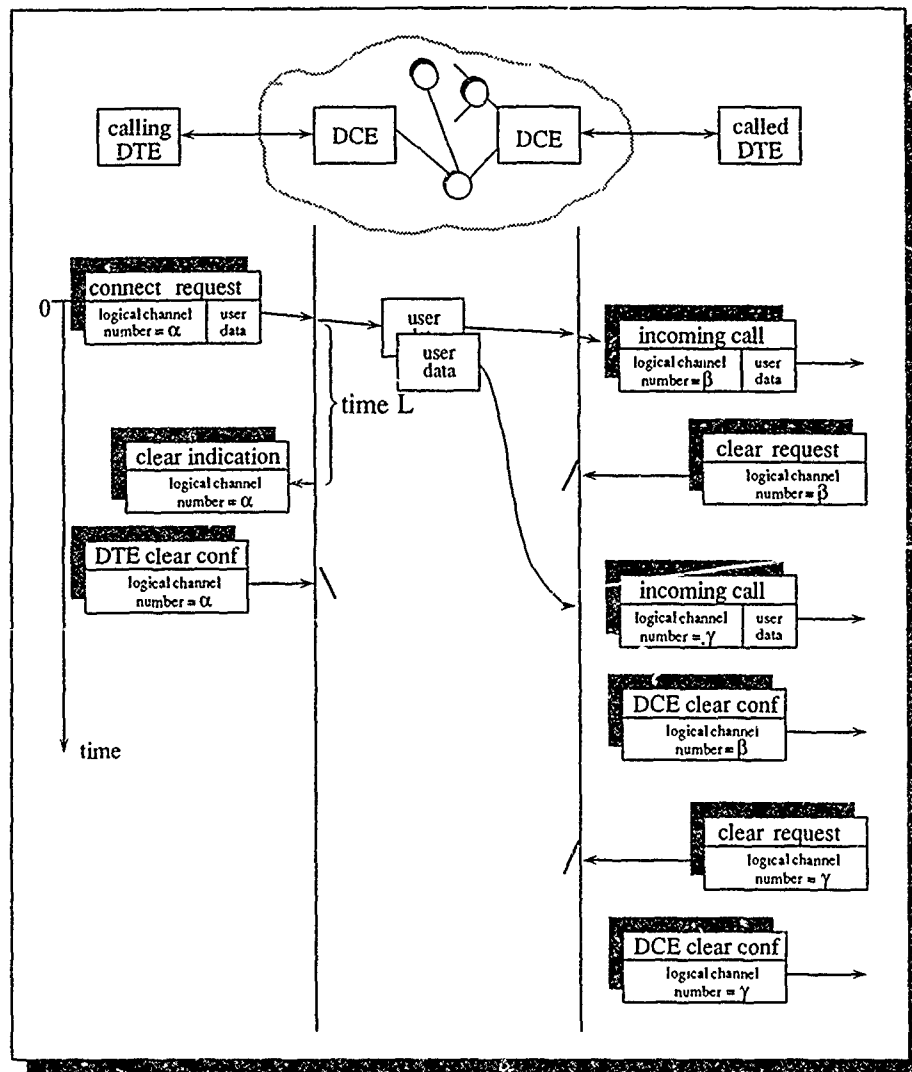 calling
DTE
DCE
DCE
called
DTE
0
connect request
logical channel
number = α
user
data
user
user
data
incoming call
logical channel
number = β
user
data
time L
clear indication
logical channel
number = α
clear request
logical channel
number = β
DTE clear conf
logical channel
number = α
incoming call
logical channel
number = γ
user
data
DCE clear conf
logical channel
number = β
time
clear request
logical channel
number = γ
DCE clear conf
logical channel
number = γ